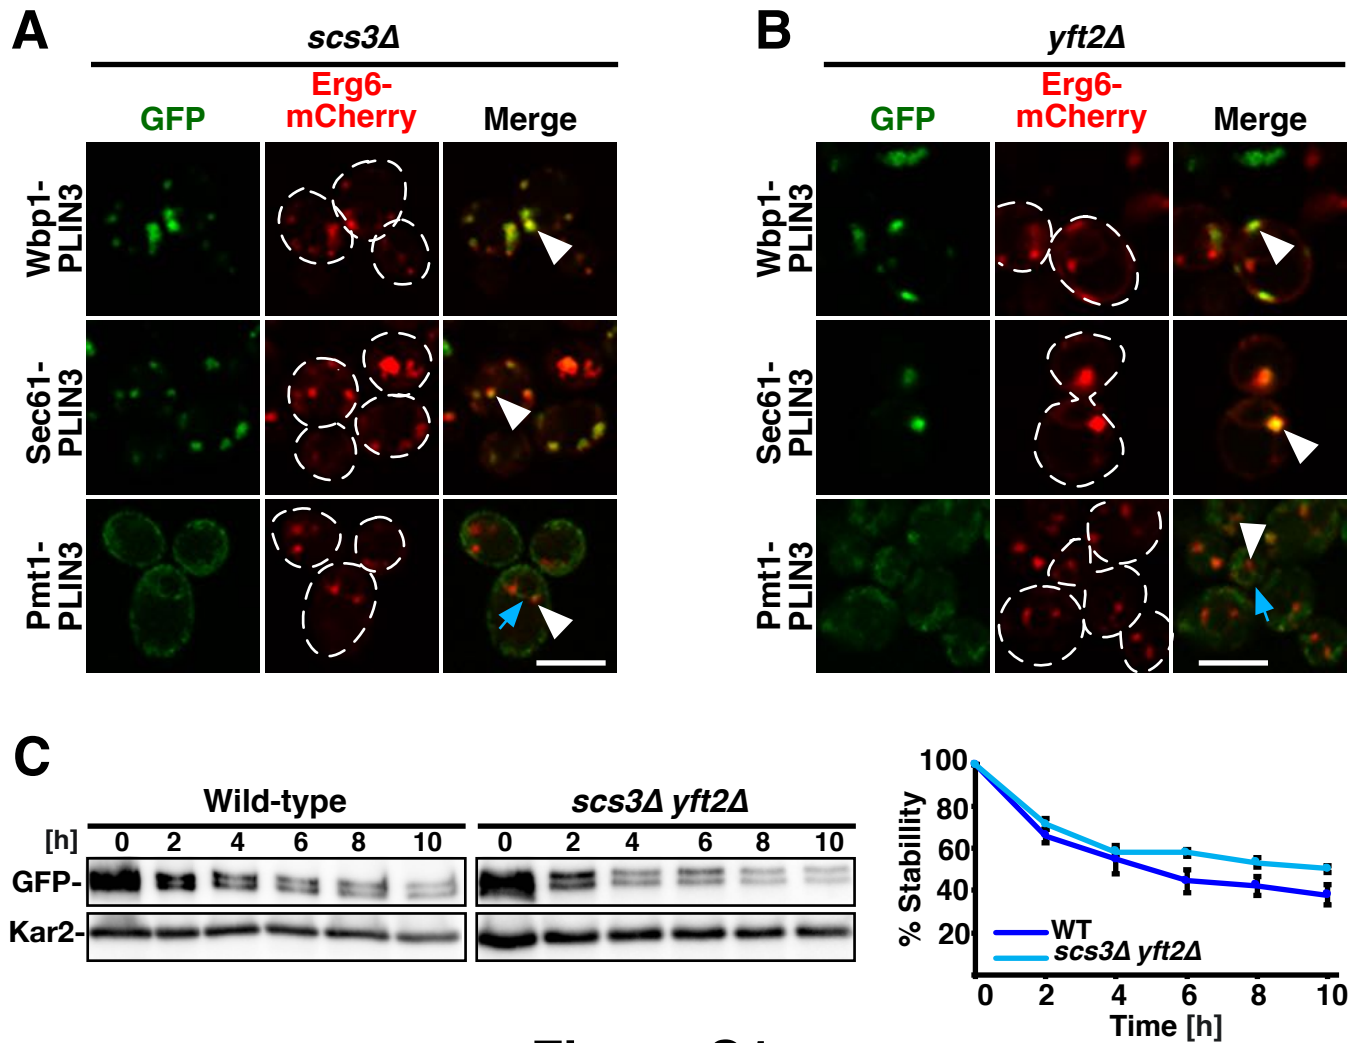 A
scs3Δ
GFP
Erg6-
mCherry
Merge
Wbp1-
PLIN3
Sec61-
PLIN3
Pmt1-
PLIN3
B
yft2Δ
GFP
Erg6-
mCherry
Merge
Wbp1-
PLIN3
Sec61-
PLIN3
Pmt1-
PLIN3
C
Wild-type
scs3Δ yft2Δ
[h] 0 2 4 6 8 10 0 2 4 6 8 10
GFP-
Kar2-
% Stabillity
100
80
60
40
20
WT
scs3Δ yft2Δ
0 2 4 6 8 10
Time [h]